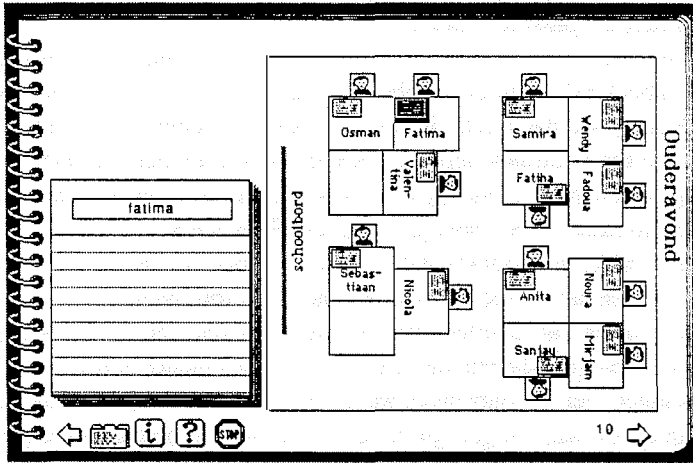 Ouderavond
Osman
Fatima
Valen-
tina
Samira
Wendy
Fatiha
Fadoua
fatima
schoolbord
Sebas-
tiaan
Nicola
Anita
Noura
Sanjay
Mirjam
i
?
STOP
10